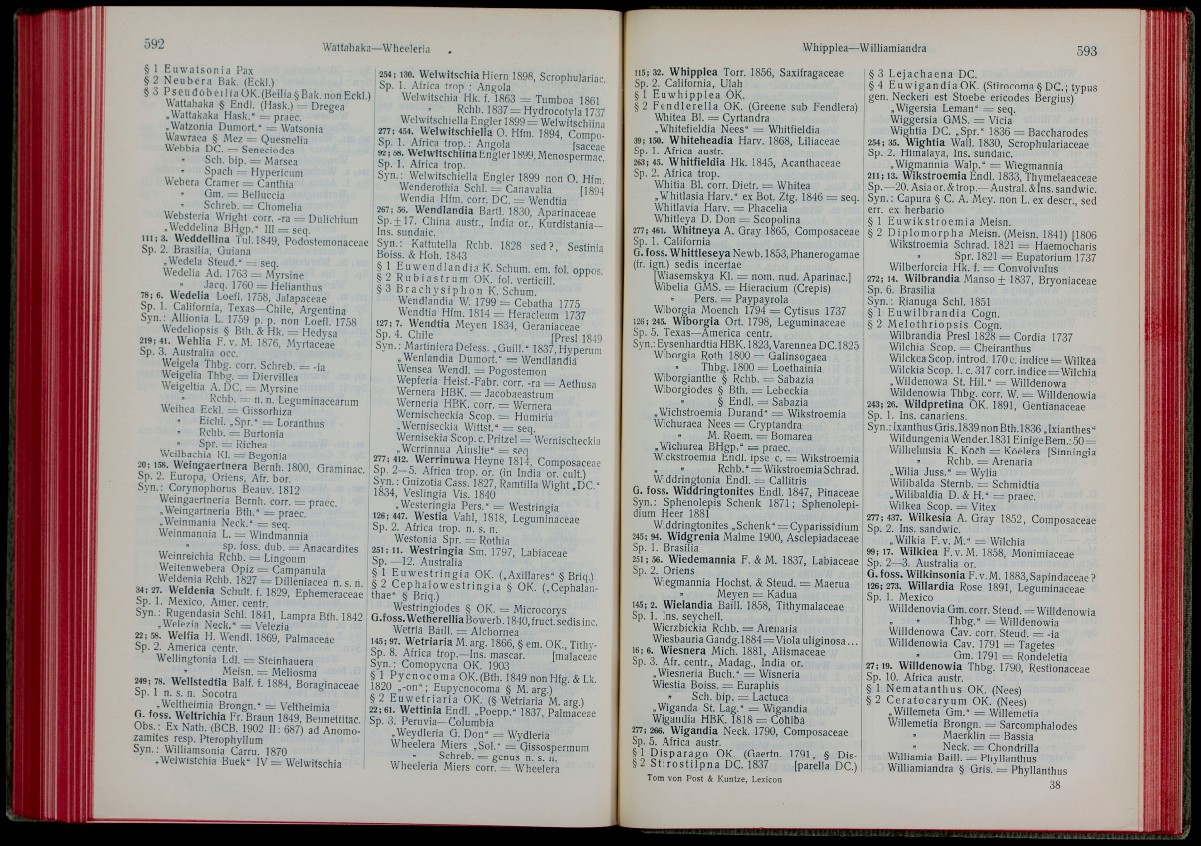 592
Wattahaka—Wheeleria
§ 1 Euwatsonia Pax
§ 2 Neubera Bak. (Eckl.)
§ 3 Pseudobeilia OK. (Beilia § Bak. non Eckl.)
Wattahaka § Endl. (Hask.) = Dregea
„Wattakaka Hask.“ = praec.
„Watzonia Dumort.“ = Watsonia
Wawraea § Mez = Quesnelia
Webbia DC. = Seneciodes
" Sch. bip. = Marsea
" Spach = Hypericum
Webera Cramer = Canthia
" Gm. = Belluccia
" Schreb. = Chomelia
Websteria Wright corr. -ra = Dulichium
„Weddelina BHgp.“ III = seq.
111; 3. Weddellina Tul. 1849, Podostemonaceae
Sp. 2. Brasilia, Guiana
„Wedela Steud.“ = seq.
Wedelia Ad. 1763 = Myrsine
" Jacq. 1760 = Helianthus
78; 6. Wedelia Loefl. 1758, Jalapaceae
Sp. 1. California, Texas—Chile, Argentina
Syn.: Allionia L. 1759 p. p. non Loefl. 1758
Wedeliopsis § Bth. & Hk. = Hedysa
219; 41. Wehlia F. v. M. 1876, Myrtaceae
Sp. 3. Australia occ.
Weigela Thbg. corr. Schreb. = -ia
Weigelia Thbg. = Diervillea
Weigeltia A. DC. = Myrsine
" Rchb. = n. n. Leguminacearum
Weihea Eckl. = Gissorhiza
" Eichl. „Spr.“ = Loranthus
" Rchb. = Burtonia
" Spr. = Richea
Weilbachia Kl. = Begonia
20; 158. Weingaertnera Bernh. 1800, Graminac.
Sp. 2. Europa, Oriens, Afr. bor.
Syn.: Corynophorus Beauv. 1812
Weingaertneria Bernh. corr. = praec.
„Weingartneria Bth.“ = praec.
„Weinmania Neck.“ = seq.
Weinmannia L. = Windmannia
" sp. foss. dub. = Anacardites
Weinreichia Rchb. = Lingoum
Weitenwebera Opiz = Campanula
Weldenia Rchb. 1827 = Dilleniacea n. s. n.
34; 27. Weldenia Schult. f. 1829, Ephemeraceae
Sp. 1. Mexico, Amer. centr.
Syn.: Rugendasia Schl. 1841, Lampra Bth. 1842
„Welezia Neck.“ = Velezia
22; 58. Welfia H. Wendl. 1869, Palmaceae
Sp. 2. America centr.
Wellingtonia Ldl. = Steinhauera
" Meisn. = Meliosma
249; 78. Wellstedtia Balf. f. 1884, Boraginaceae
Sp. 1 n. s. n. Socotra
„Weltheimia Brongn.“ = Veltheimia
G. foss. Weltrichia Fr. Braun 1849, Bennettitac.
Obs.: Ex Nath. (BCB. 1902 II: 687) ad Anomo-
zamites resp. Pterophyllum
Syn.: Williamsonia Carru. 1870
„Welwistchia Buek“ IV = Welwitschia
254; 130. Welwitschia Hiern 1898, Scrophulariac.
Sp. 1. Africa trop.: Angola
Welwitschia Hk. f. 1863 = Tumboa 1861
" Rchb. 1837 = Hydrocotyla 1737
Welwitschiella Engler 1899 = Welwitschiina
277; 454. Welwitschiella O. Hfm. 1894, Compo-
Sp. 1. Africa trop.: Angola [saceae
92; 58. Welwitschiina Engler 1899, Menospermac.
Sp. 1. Africa trop.
Syn.: Welwitschiella Engler 1899 non O. Hfm.
Wenderothia Schl. = Canavalia [1894
Wendia Hfm. corr. DC. = Wendtia
267; 56. Wendlandia Bartl. 1830, Aparinaceae
Sp. ± 17. China austr., India or., Kurdistania—
Ins. sundaic.
Syn.: Kattutella Rchb. 1828 sed?, Sestinia
Boiss. & Hoh. 1843
§ 1 Euwendlandia K. Schum. em. fol. oppos.
§ 2 Rubiastrum OK. fol. verticill.
§ 3 Brachysiphon K. Schum.
Wendlandia W. 1799 = Cebatha 1775
Wendtia Hfm. 1814 = Heracleum 1737
127; 7. Wendtia Meyen 1834, Geraniaceae
Sp. 4. Chile [Presl 1849
Syn.: Martiniera Deless. „Guill.“ 1837, Hyperum
„Wenlandia Dumort.“ = Wendlandia
Wensea Wendl. = Pogostemon
Wepferia Heist.-Fabr. corr. -ra = Aethusa
Wernera HBK. = Jacobaeastrum
Werneria HBK. corr. = Wernera
Wernischeckia Scop. = Humiria
„Werniseckia Wittst.“ = seq.
Wernisekia Scop. c. Pritzel = Wernischeckia
„Werrinnua Ainslie“ = seq
277; 412. Werrinuwa Heyne 1814, Compositaceae
Sp. 2—5. Africa trop. or. (in India or. cult.)
Syn.: Guizotia Cass. 1827, Ramtilla Wight „DC.“
1834, Veslingia Vis. 1840
„Westeringia Pers.“ = Westringia
126; 447. Westia Vahl, 1818, Leguminaceae
Sp. 2. Africa trop. n. s. n.
Westonia Spr. = Rothia
251; 11. Westringia Sm. 1797, Labiaceae
Sp. —12. Australia
§ 1 Euwestringia OK. („Axillares“ § Briq.)
§ 2 Cephalowestringia § OK. („Cephalan-
thae“ § Briq.)
Westringiodes § OK. = Microcorys
G. foss. Wetherellia Bowerb. 1840, fruct. sedis inc.
Wetria Baill. = Alchornea
145; 97. Wetriaria M. arg. 1866, § em. OK., Tithy-
Sp. 8. Africa trop.—Ins. mascar. [malaceae
Syn.: Comopycna OK. 1903
§ 1 Pycnocoma OK. (Bth. 1849 non Hfg. & Lk.
1820 „-on“; Eupycnocoma § M. arg.)
§ 2 Euwetriaria OK. (§ Wetriaria M. arg.)
22; 61. Wettinia Endl. „Poepp.“ 1837, Palmaceae
Sp. 3. Peruvia—Columbia
„Weydleria G. Don“ = Wydleria
Wheelera Miers „Sol.“ = Gissospermum
" Schreb. = genus n. s. n.
Wheeleria Miers corr. = Wheelera
Whipplea—Williamiandra
593
115; 32. Whipplea Torr. 1856, Saxifragaceae
Sp. 2. California, Utah
§ 1 Euwhipplea OK.
§ 2 Fendlerella OK. (Greene sub Fendlera)
Whitea Bl. = Cyrtandra
„Whitefieldia Nees“ = Whitfieldia
39; 150. Whiteheadia Harv. 1868, Liliaceae
Sp. 1. Africa austr.
263; 45. Whitfieldia Hk. 1845, Acanthaceae
Sp. 2. Africa trop.
Whitia Bl. corr. Dietr. = Whitea
„Whitlasia Harv.“ ex Bot. Ztg. 1846 = seq.
Whitlavia Harv. = Phacelia
Whitleya D. Don = Scopolina
277; 461. Whitneya A. Gray 1865, Composaceae
Sp. 1. California
G. foss. Whittleseya Newb. 1853, Phanerogamae
(fr. ign.) sedis incertae
[Wiasemskya Kl. = nom. nud. Aparinac.]
Wibelia GMS. = Hieracium (Crepis)
" Pers. = Paypayrola
Wiborgia Moench 1794 = Cytisus 1737
126; 245. Wiborgia Ort. 1798, Leguminaceae
Sp. 5. Texas—America centr.
Syn.: Eysenhardtia HBK. 1823, Varennea DC. 1825
Wiborgia Roth 1800 = Galinsogaea
" Thbg. 1800 = Loethainia
Wiborgianthe § Rchb. = Sabazia
Wiborgiodes § Bth. = Lebeckia
" § Endl. = Sabazia
„Wichstroemia Durand“ = Wikstroemia
Wichuraea Nees = Cryptandra
" M. Roem. = Bomarea
„Wichurea BHgp.“ = praec.
Wickstroemia Endl. ipse c. = Wikstroemia
" " Rchb.“ = Wikstroemia Schrad.
Widdringtonia Endl. = Callitris
G. foss. Widdringtonites Endl. 1847, Pinaceae
Syn.: Sphenolepis Schenk 1871; Sphenolepi-
dium Heer 1881
Widdringtonites „Schenk“ = Cyparissidium
245; 94. Widgrenia Malme 1900, Asclepiadaceae
Sp. 1. Brasilia
251; 56. Wiedemannia F. & M. 1837, Labiaceae
Sp. 2. Oriens
Wiegmannia Hochst. & Steud. = Maerua
" Meyen = Kadua
145; 2. Wielandia Baill. 1858, Tithymalaceae
Sp. 1. Ins. seychell.
Wierzbickia Rchb. = Arenaria
Wiesbauria Gandg. 1884 = Viola uliginosa ...
16; 6. Wiesnera Mich. 1881, Alismaceae
Sp. 3. Afr. centr., Madag., India or.
„Wiesneria Buch.“ = Wisneria
Wiestia Boiss. = Euraphis
" Sch. bip. = Lactuca
„Wiganda St. Lag.“ = Wigandia
Wigandia HBK. 1818 = Cohiba
277; 266. Wigandia Neck. 1790, Composaceae
Sp. 5. Africa austr.
§ 1 Disparago OK. (Gaertn. 1791, § Dis-
§ 2 Stirostilpna DC. 1837 [parella DC.)
Tom von Post & Kuntze, Lexicon
§ 3 Lejachaena DC.
§ 4 Euwigandia OK. (Stirocoma § DC.; typus
gen. Neckeri est Stoebe ericodes Bergius)
„Wigersia Leman“ = seq.
Wiggersia GMS. = Vicia
Wightia DC. „Spr.“ 1836 = Baccharodes
254; 35. Wightia Wall. 1830, Scrophulariaceae
Sp. 2. Himalaya, Ins. sundaic.
„Wigmannia Walp.“ = Wiegmannia
211; 13. Wikstroemia Endl. 1833, Thymelaeaceae
Sp.—20. Asia or. & trop.—Austral. & Ins. sandwic.
Syn.: Capura § C. A. Mey. non L. ex descr., sed
err. ex herbario
§ 1 Euwikstroemia Meisn.
§ 2 Diplomorpha Meisn. (Meisn. 1841) [1806
Wikstroemia Schrad. 1821 = Haemocharis
" Spr. 1821 = Eupatorium 1737
Wilberforcia Hk. f. = Convolvulus
272; 14. Wilbrandia Manso ± 1837, Bryoniaceae
Sp. 6. Brasilia
Syn.: Rianuga Schl. 1851
§ 1 Euwilbrandia Cogn.
§ 2 Melothriopsis Cogn.
Wilbrandia Presl 1828 = Cordia 1737
Wilchia Scop. = Cheiranthus
Wilckea Scop. introd. 170 c. indice = Wilkea
Wilckia Scop. l. c. 317 corr. indice = Wilchia
„Wildenowa St. Hil.“ = Willdenowa
Wildenowia Thbg. corr. W. = Willdenowia
243; 26. Wildpretina OK. 1891, Gentianaceae
Sp. 1. Ins. canariens.
Syn.: Ixanthus Gris. 1839 non Bth. 1836 „Ixianthes“
Wildungenia Wender. 1831 Einige Bem.: 50 =
Wilhelmsia K. Koch = Koelera [Sinningia
" Rchb. = Arenaria
„Wilia Juss.“ = Wylia
Wilibalda Sternb. = Schmidtia
„Wilibaldia D. & H.“ = praec.
Wilkea Scop. = Vitex
277; 437. Wilkesia A. Gray 1852, Composaceae
Sp. 2. Ins. sandwic.
„Wilkia F. v. M.“ = Wilchia
99; 17. Wilkiea F. v. M. 1858, Monimiaceae
Sp. 2—3. Australia or.
G. foss. Wilkinsonia F. v. M. 1883, Sapindaceae?
126; 273. Willardia Rose 1891, Leguminaceae
Sp. 1. Mexico
Willdenovia Gm. corr. Steud. = Willdenowia
" " Thbg.“ = Willdenowia
Willdenowa Cav. corr. Steud. = -ia
Willdenowa Cav. 1791 = Tagetes
" Gm. 1791 = Rondeletia
27; 19. Willdenowia Thbg. 1790, Restionaceae
Sp. 10. Africa austr.
§ 1 Nematanthus OK. (Nees)
§ 2 Ceratocaryum OK. (Nees)
„Willemeta Gm.“ = Willemetia
Willemetia Brongn. = Sarcomphalodes
" Maerklin = Bassia
" Neck. = Chondrilla
Williamia Baill. = Phyllanthus
Williamiandra § Gris. = Phyllanthus
38